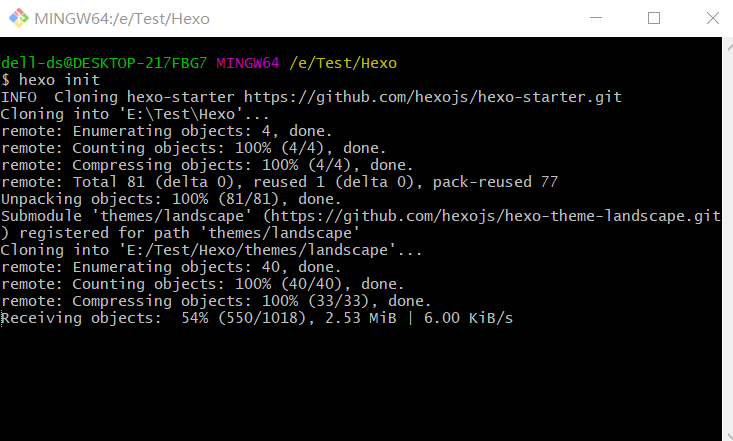 MINGW64:/e/Test/Hexo
dell-ds@DESKTOP-217FBG7 MINGW64 /e/Test/Hexo
$ hexo init
INFO  Cloning hexo-starter https://github.com/hexojs/hexo-starter.git
Cloning into 'E:\Test\Hexo'...
remote: Enumerating objects: 4, done.
remote: Counting objects: 100% (4/4), done.
remote: Compressing objects: 100% (4/4), done.
remote: Total 81 (delta 0), reused 1 (delta 0), pack-reused 77
Unpacking objects: 100% (81/81), done.
Submodule 'themes/landscape' (https://github.com/hexojs/hexo-theme-landscape.git
) registered for path 'themes/landscape'
Cloning into 'E:/Test/Hexo/themes/landscape'...
remote: Enumerating objects: 40, done.
remote: Counting objects: 100% (40/40), done.
remote: Compressing objects: 100% (33/33), done.
Receiving objects:  54% (550/1018), 2.53 MiB | 6.00 KiB/s